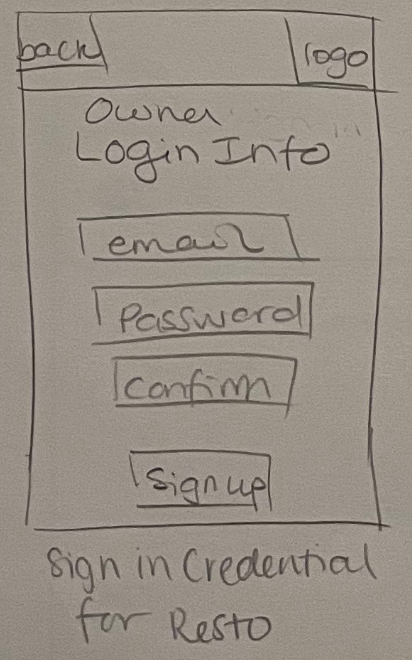 back
logo
Owner
Login Info
email
Password
Confirm
Sign up
Sign in Credential
for Resto